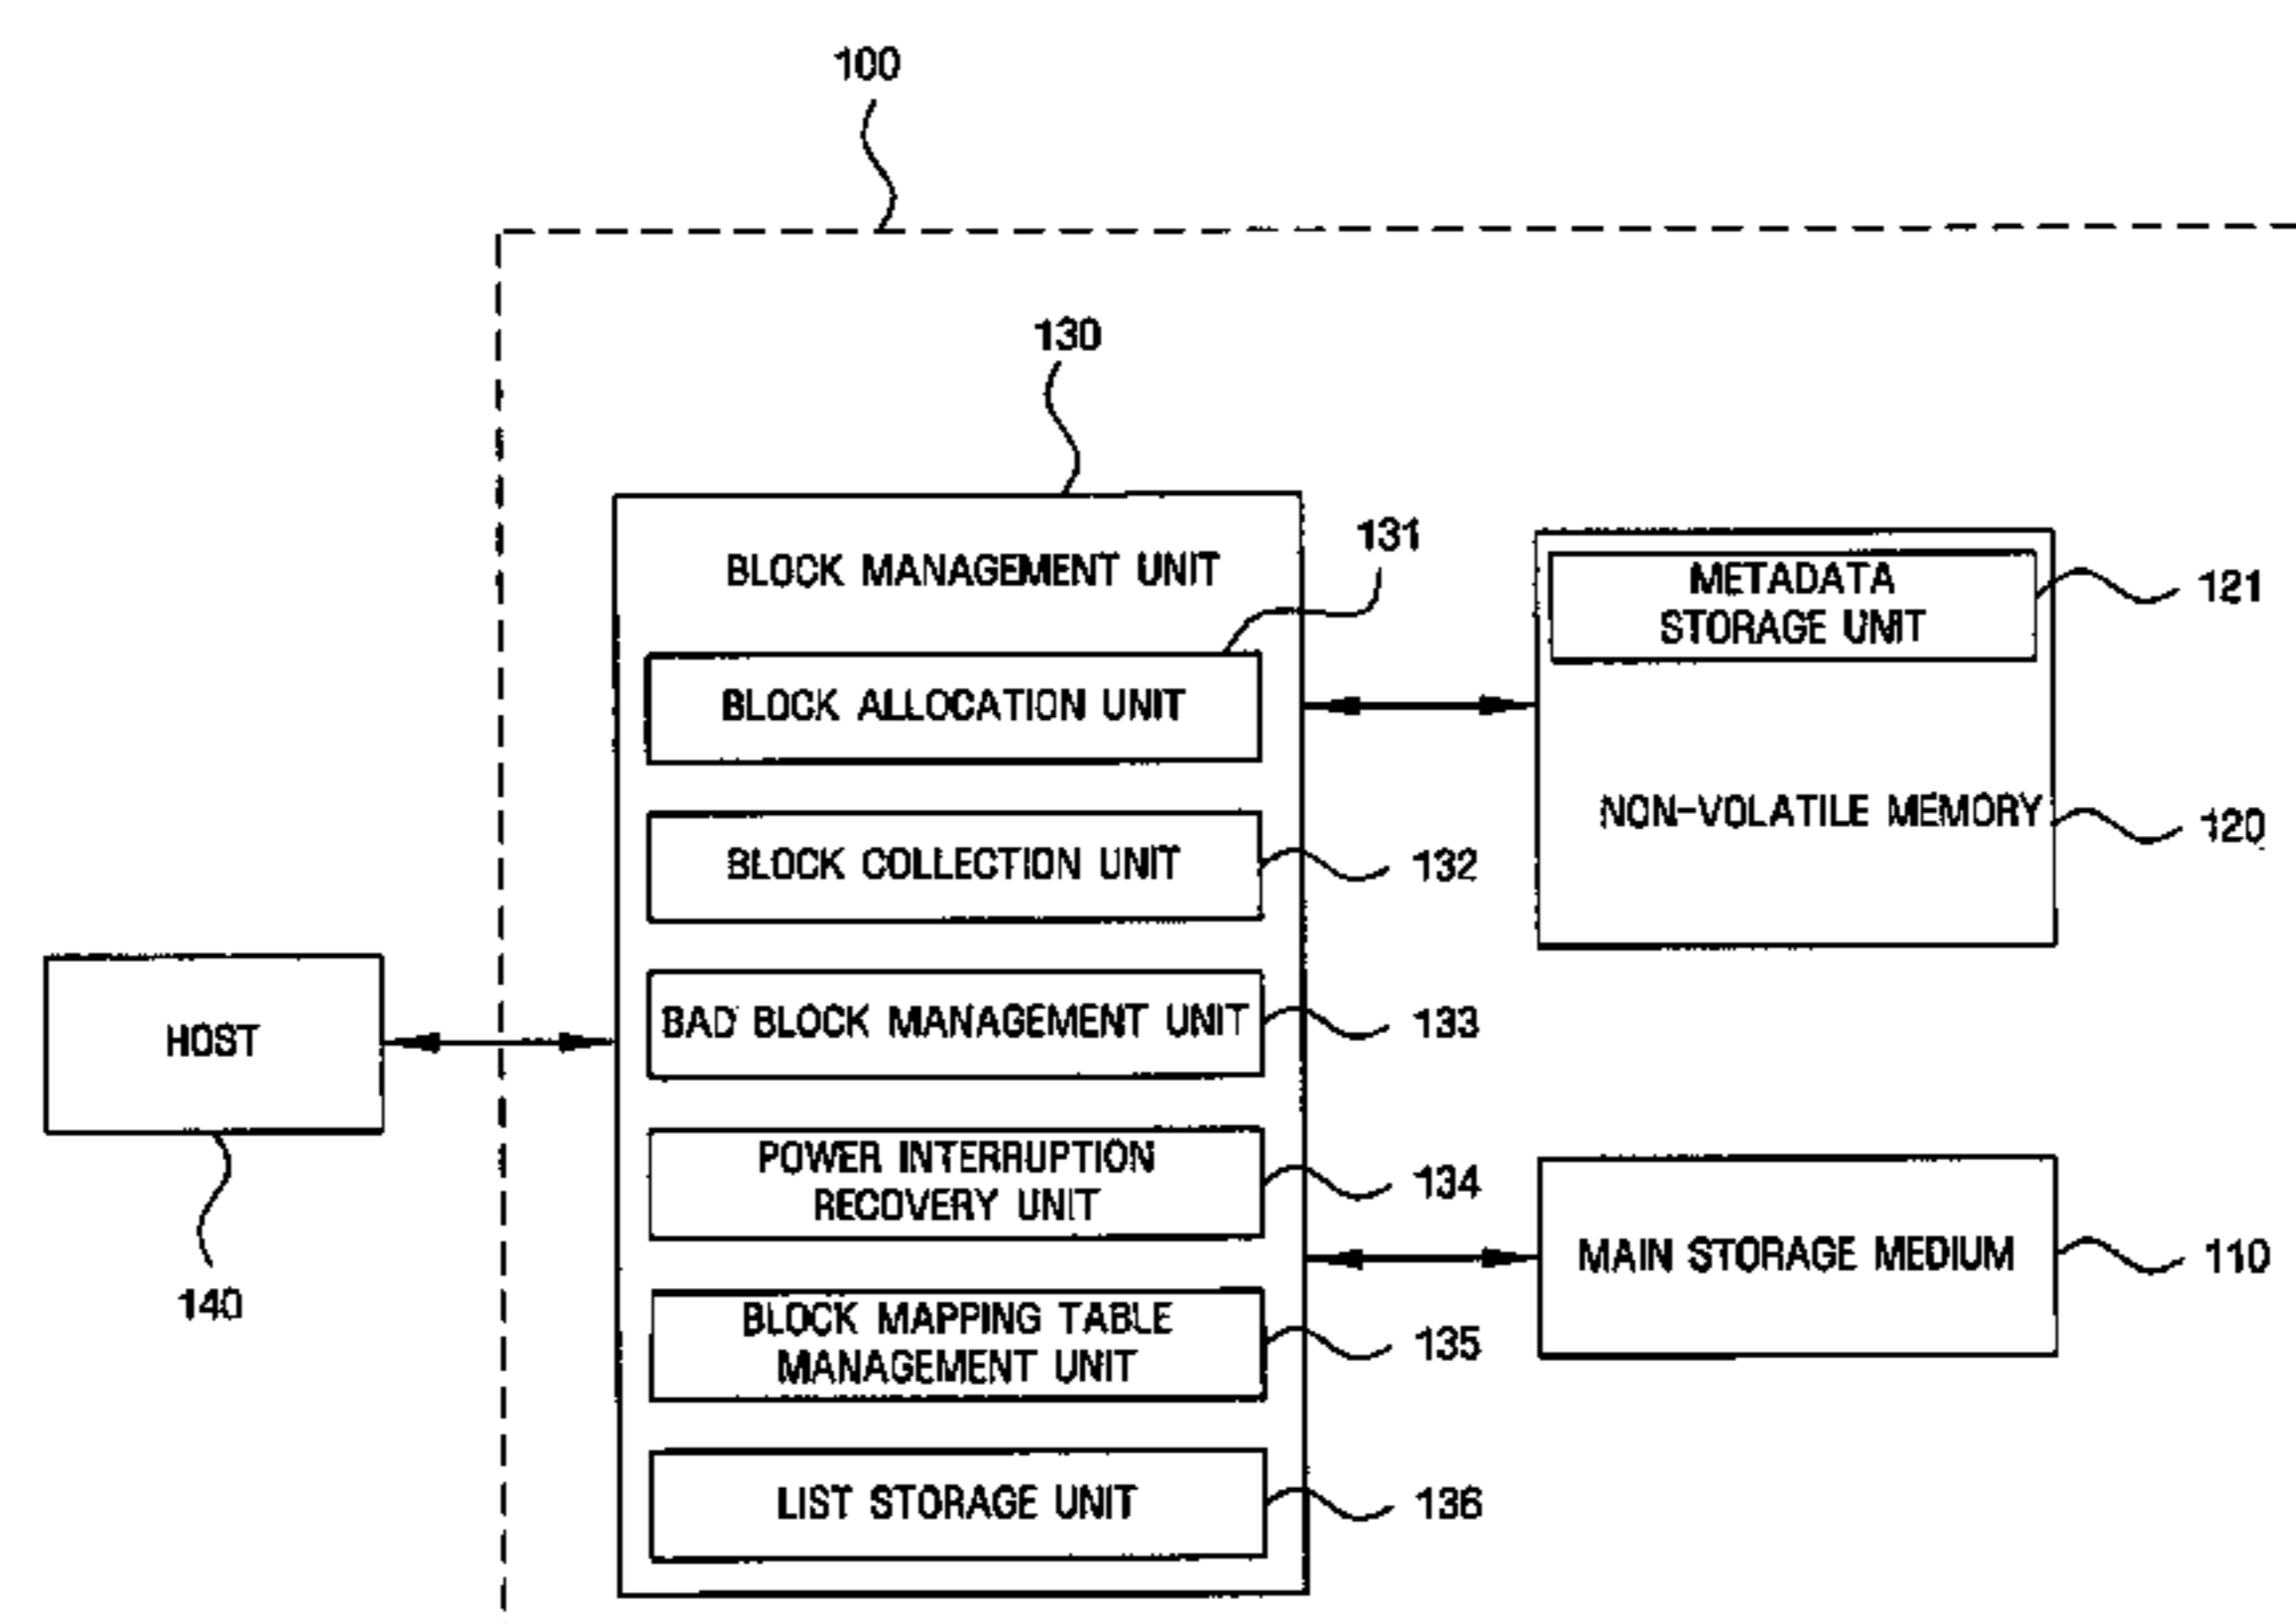 100
130
BLOCK MANAGEMENT UNIT
131
BLOCK ALLOCATION UNIT
BLOCK COLLECTION UNIT
132
BAD BLOCK MANAGEMENT UNIT
133
POWER INTERRUPTION
RECOVERY UNIT
134
BLOCK MAPPING TABLE
MANAGEMENT UNIT
135
LIST STORAGE UNIT
136
METADATA
STORAGE UNIT
121
NON-VOLATILE MEMORY
120
MAIN STORAGE MEDIUM
110
HOST
140